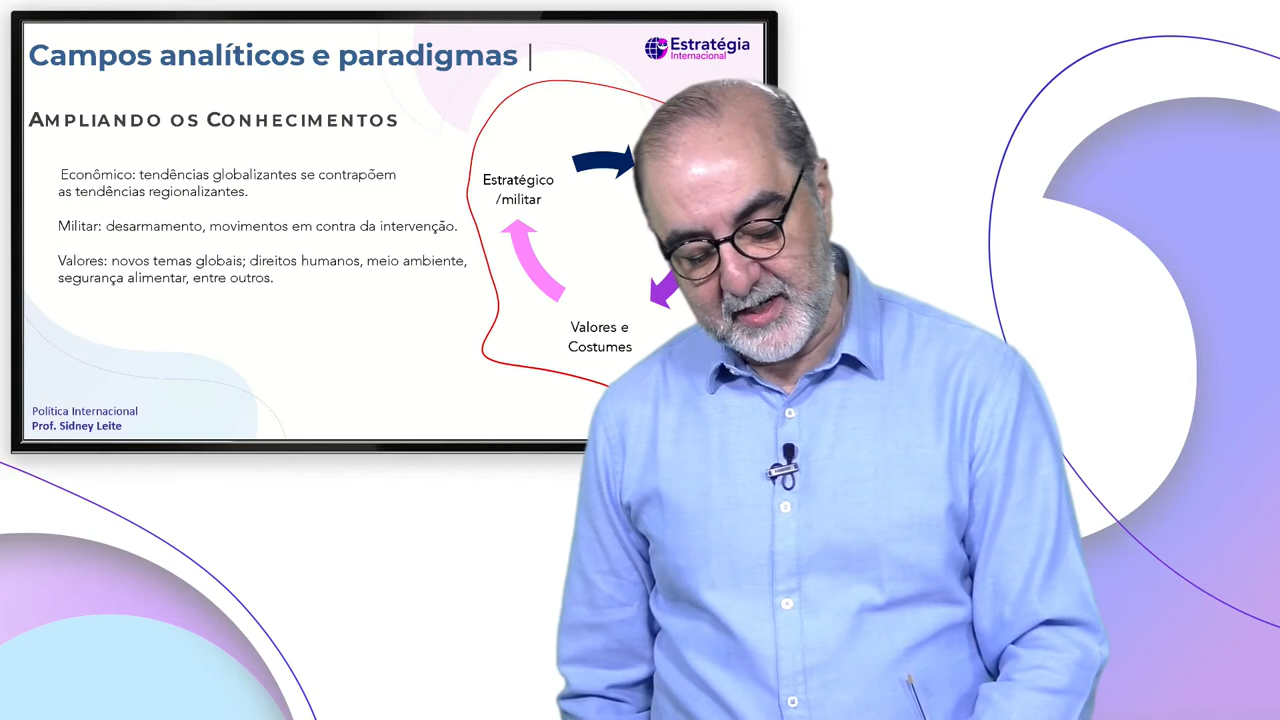 Campos analíticos e paradigmas |
Estratégia
Internacional
AMPLIANDO OS CONHECIMENTOS
Econômico: tendências globalizantes se contrapõem
as tendências regionalizantes.
Militar: desarmamento, movimentos em contra da intervenção.
Valores: novos temas globais; direitos humanos, meio ambiente,
segurança alimentar, entre outros.
Estratégico
/militar
Valores e
Costumes
Política Internacional
Prof. Sidney Leite